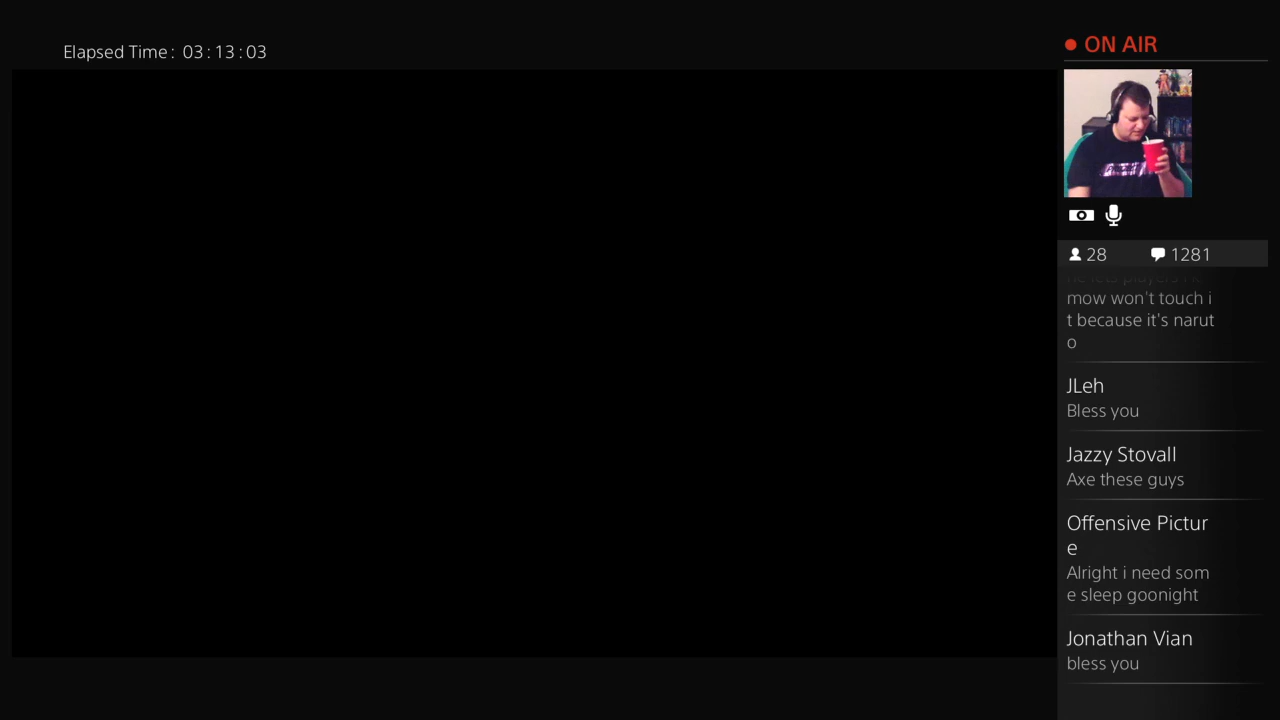 Elapsed Time: 03:13:03
ON AIR
28 1281
mow won't touch i
t because it's narut
o
JLeh
Bless you
Jazzy Stovall
Axe these guys
Offensive Pictur
e
Alright i need som
e sleep goonight
Jonathan Vian
bless you